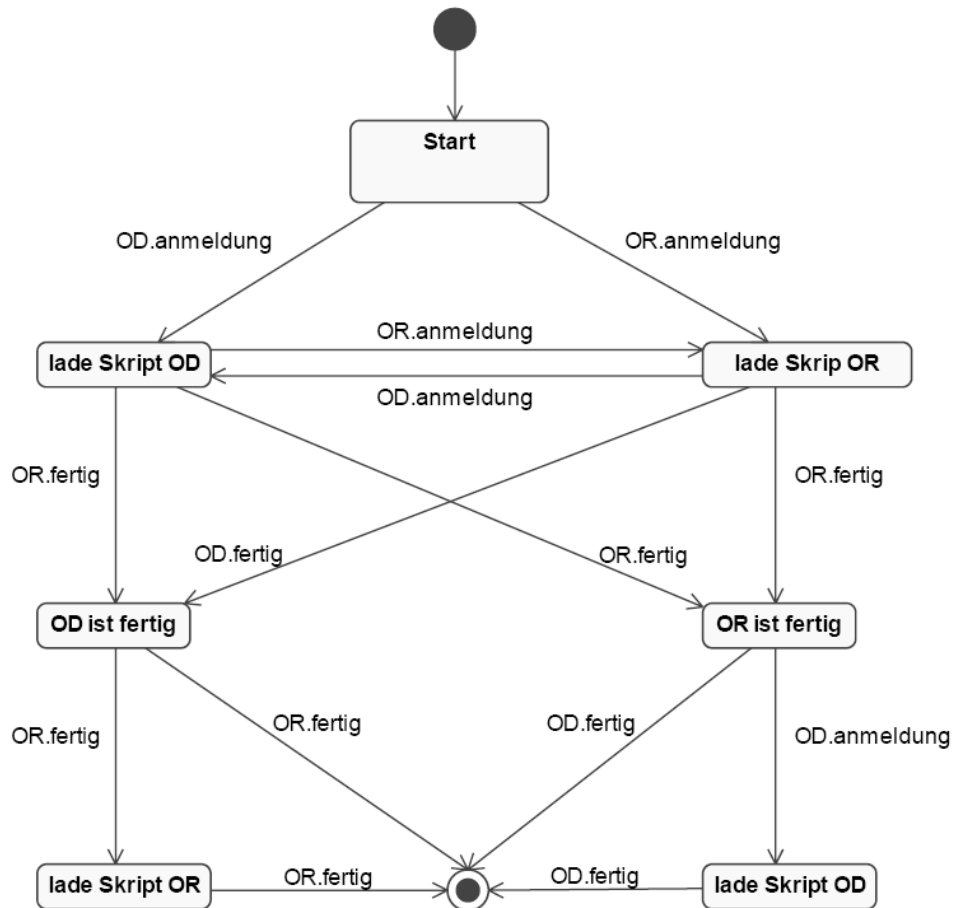 Start
OD.anmeldung
OR.anmeldung
OR.anmeldung
lade Skript OD
lade Skrip OR
OD.anmeldung
OR.fertig
OR.fertig
OD.fertig
OR.fertig
OD ist fertig
OR ist fertig
OR.fertig
OR.fertig
OD.fertig
OD.anmeldung
lade Skript OR
OR.fertig
OD.fertig
lade Skript OD